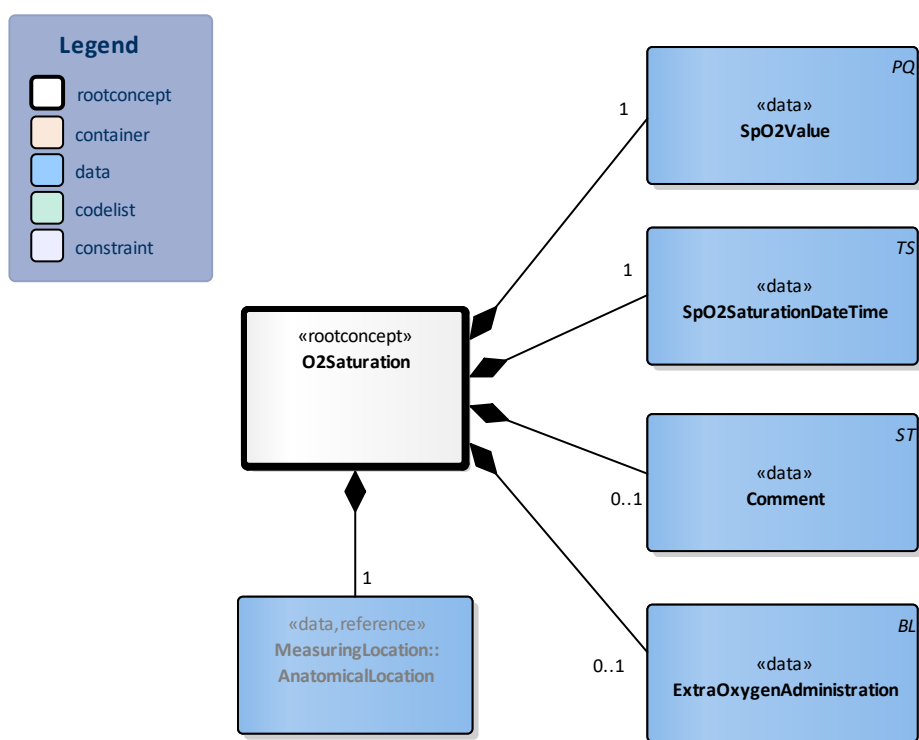 Legend
rootconcept
container
data
codelist
constraint
PQ
«data»
SpO2Value
1
TS
«data»
SpO2SaturationDateTime
1
«rootconcept»
O2Saturation
ST
«data»
Comment
0..1
BL
«data»
ExtraOxygenAdministration
0..1
1
«data,reference»
MeasuringLocation::
AnatomicalLocation